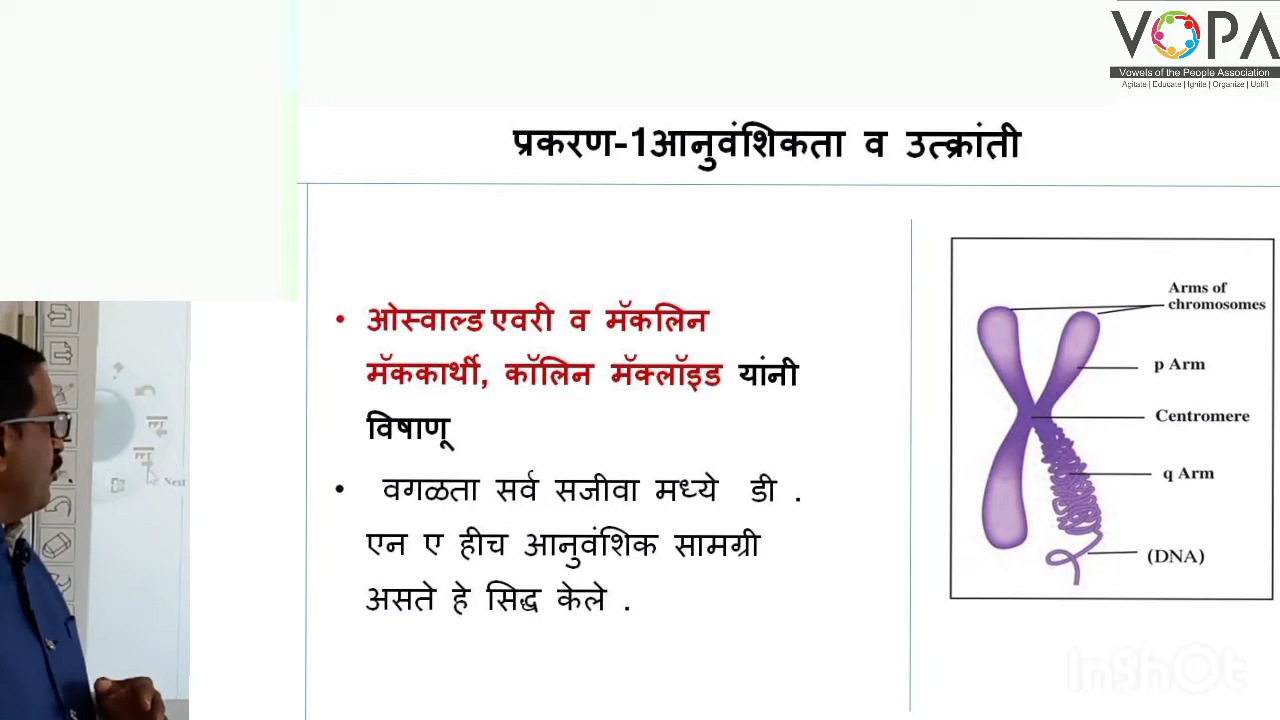 VOPA
Vowels of the People Association
Agitate | Educate | Ignite | Organize | Uplift
प्रकरण-1आनुवंशिकता व उत्क्रांती
• ओस्वाल्ड एवरी व मॅकलिन
मॅककार्थी, कॉलिन मॅक्लॉइड यांनी
विषाणू
• वगळता सर्व सजीवा मध्ये डी .
एन ए हीच आनुवंशिक सामग्री
असते हे सिद्ध केले .
Arms of
chromosomes
p Arm
Centromere
q Arm
(DNA)
Next
InShOt